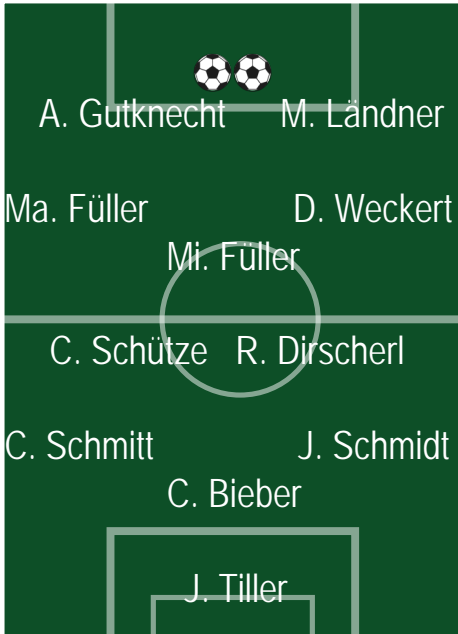 A. Gutknecht M. Ländner
Ma. Füller D. Weckert
Mi. Füller
C. Schütze R. Dirscherl
C. Schmitt J. Schmidt
C. Bieber
J. Tiller